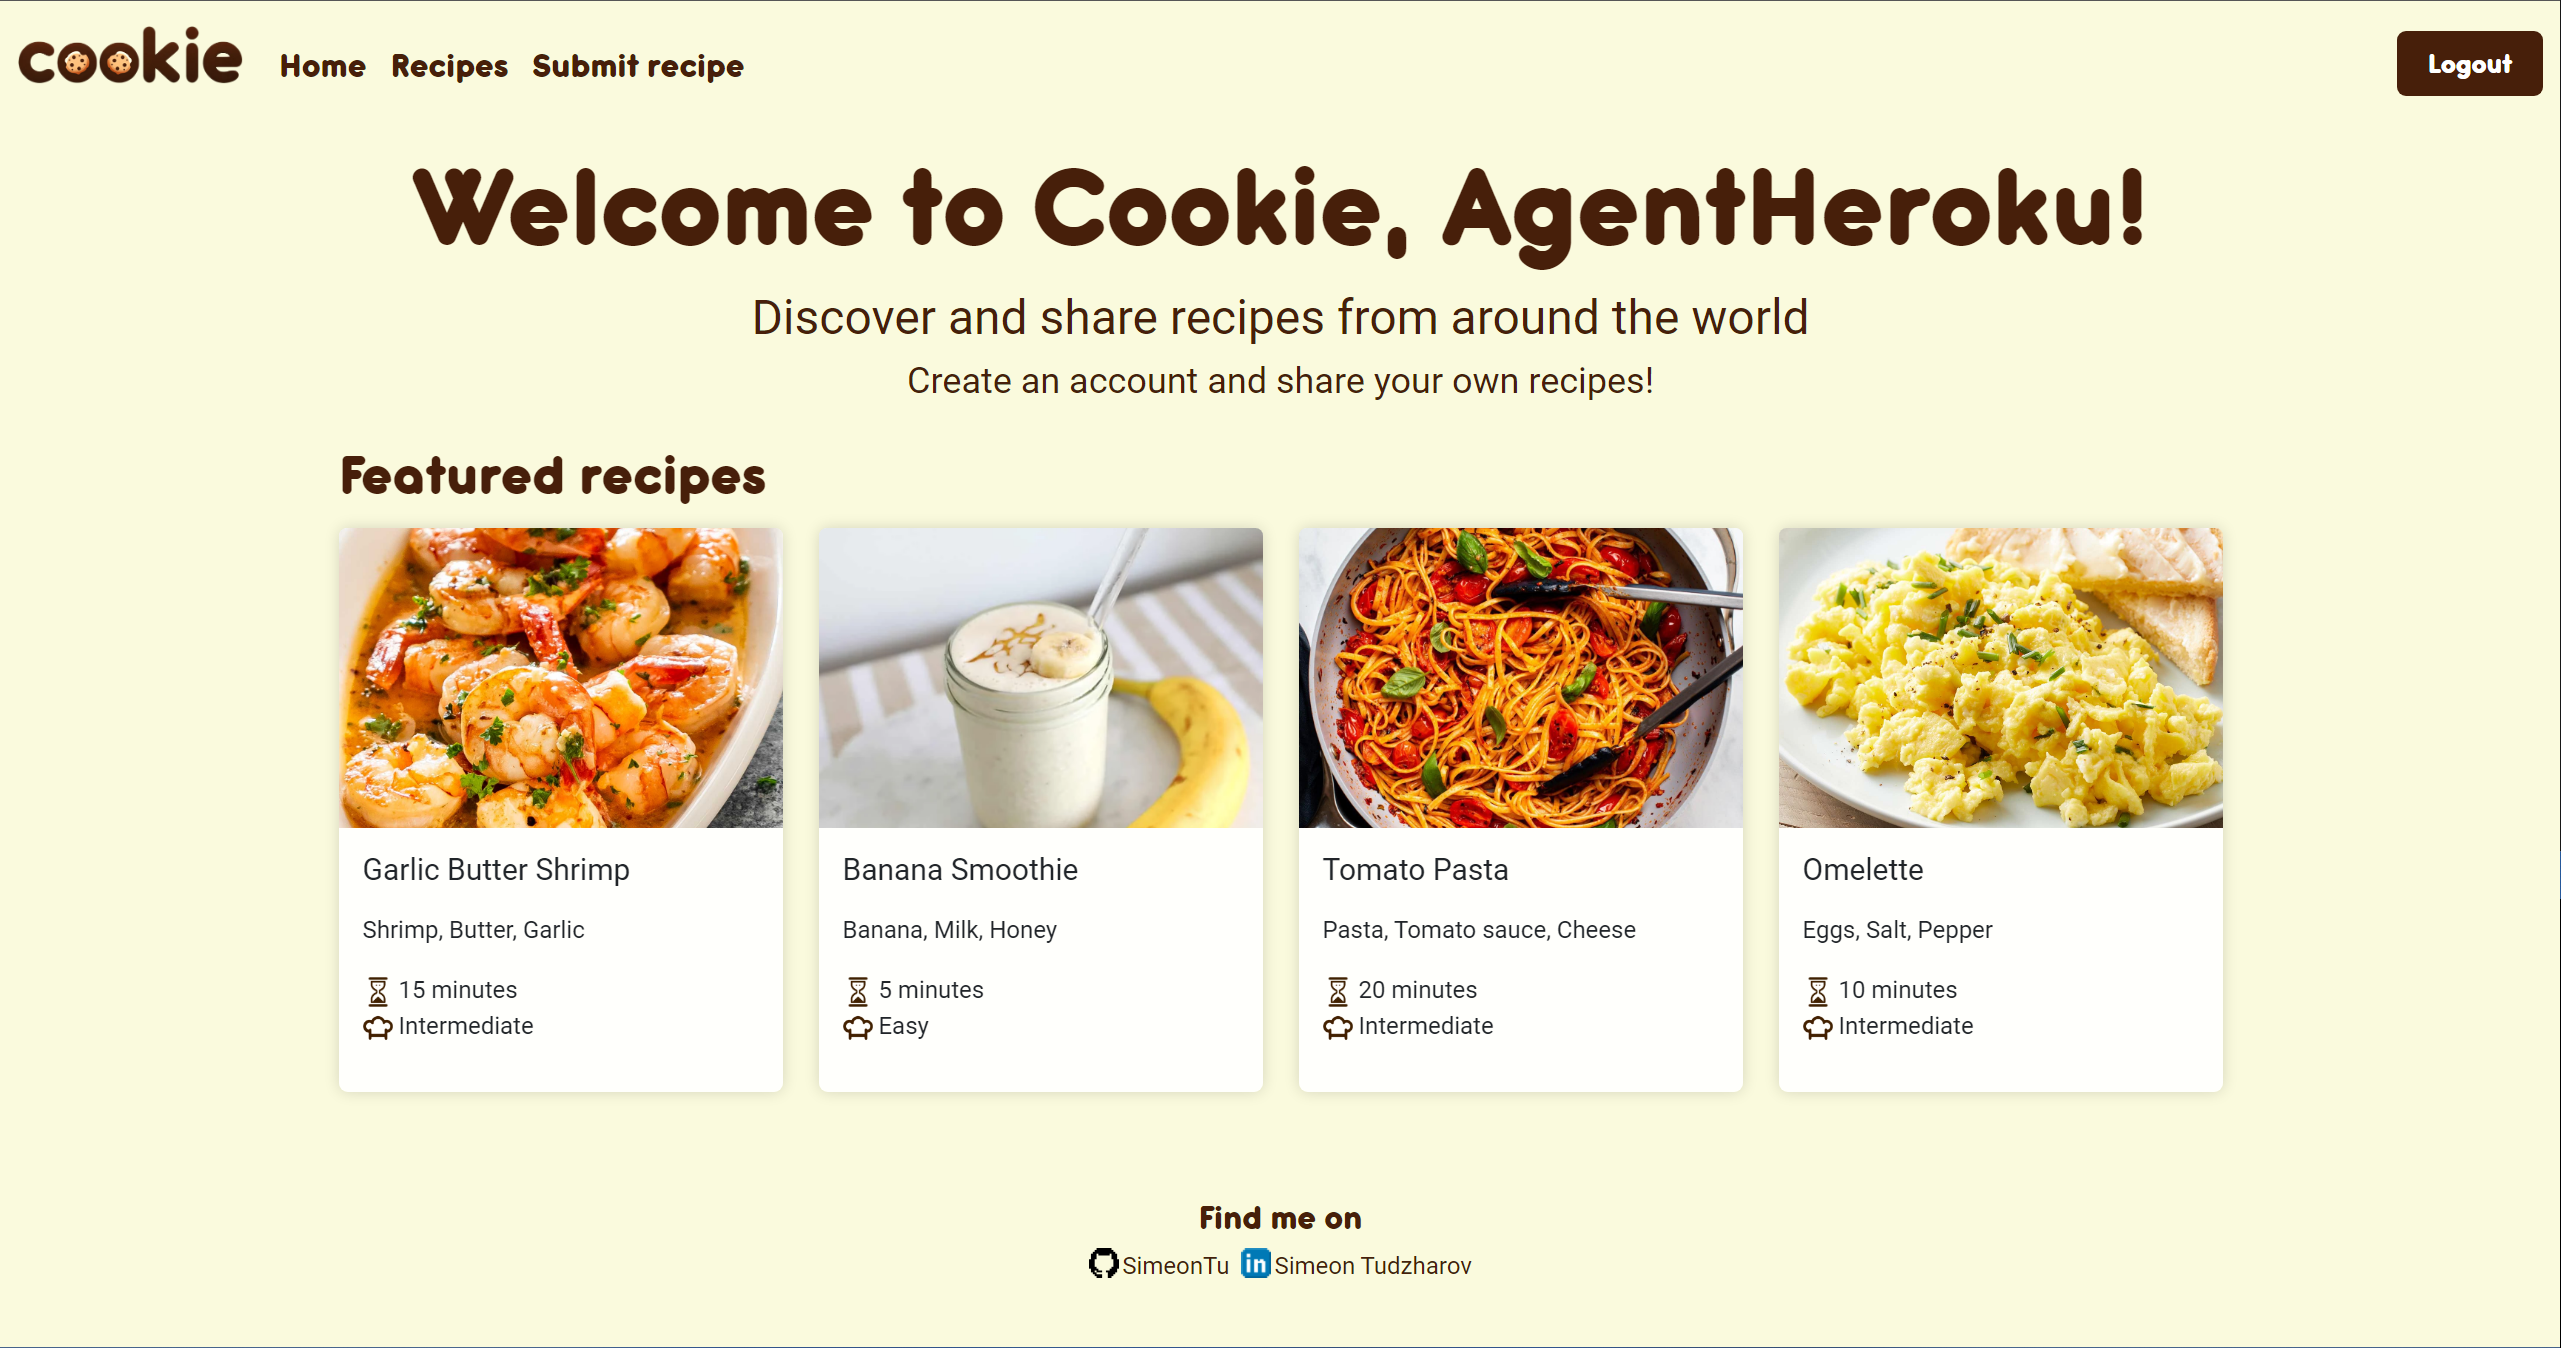 cookie Home Recipes Submit recipe Logout
Welcome to Cookie, AgentHeroku!
Discover and share recipes from around the world
Create an account and share your own recipes!
Featured recipes
Garlic Butter Shrimp
Shrimp, Butter, Garlic
15 minutes
Intermediate
Banana Smoothie
Banana, Milk, Honey
5 minutes
Easy
Tomato Pasta
Pasta, Tomato sauce, Cheese
20 minutes
Intermediate
Omelette
Eggs, Salt, Pepper
10 minutes
Intermediate
Find me on
SimeonTu in Simeon Tudzharov